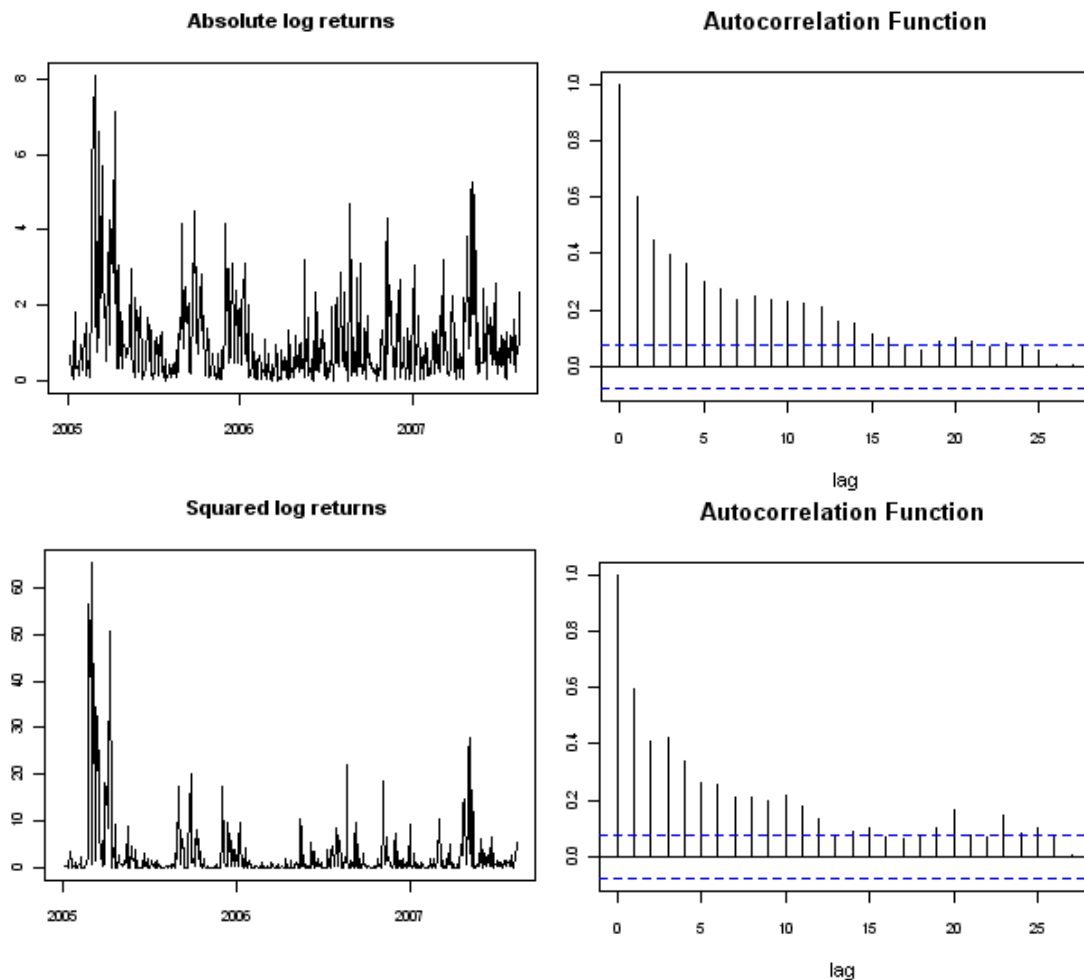 Absolute log returns
8
6
4
2
0
2005 2006 2007
Autocorrelation Function
1.0
0.8
0.6
0.4
0.2
0.0
0 5 10 15 20 25
lag
Squared log returns
60
50
40
30
20
10
0
2005 2006 2007
Autocorrelation Function
1.0
0.8
0.6
0.4
0.2
0.0
0 5 10 15 20 25
lag